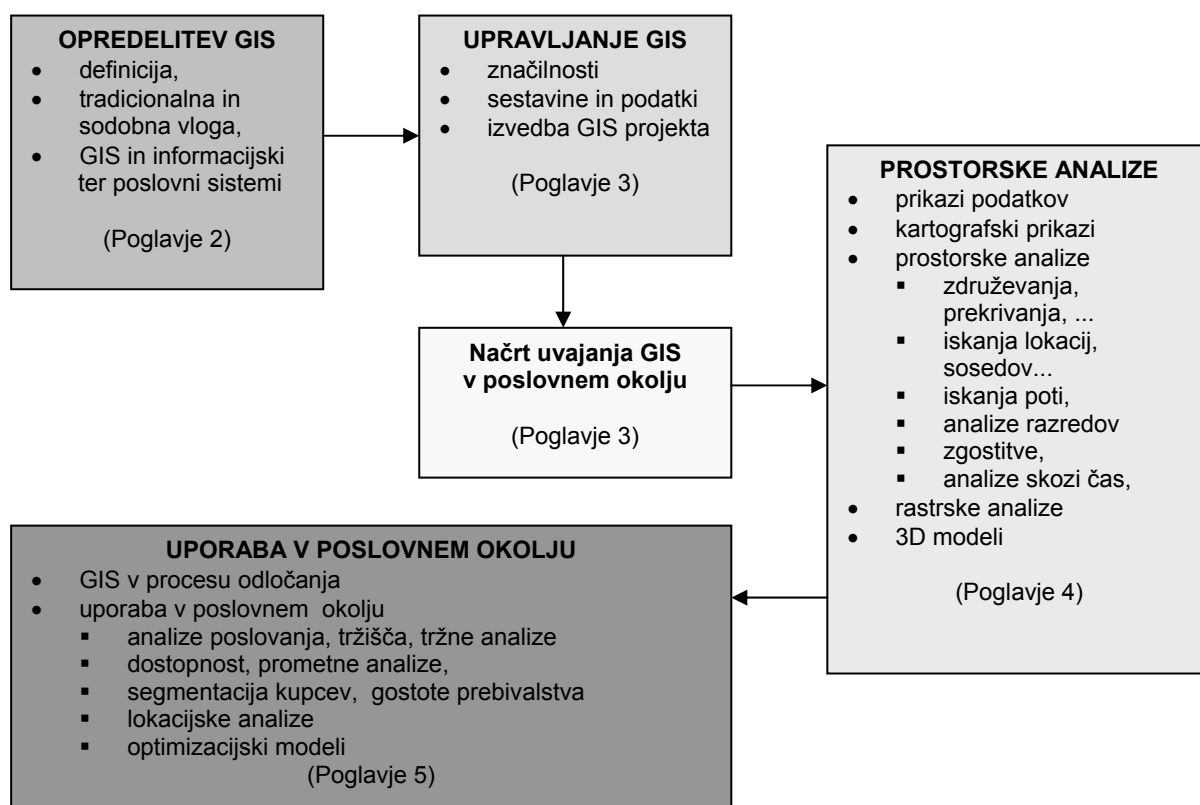 OPREDELITEV GIS
• definicija,
• tradicionalna in
sodobna vloga,
• GIS in informacijski
ter poslovni sistemi
(Poglavje 2)
UPRAVLJANJE GIS
• značilnosti
• sestavine in podatki
• izvedba GIS projekta
(Poglavje 3)
Načrt uvajanja GIS
v poslovnem okolju
(Poglavje 3)
PROSTORSKE ANALIZE
• prikazi podatkov
• kartografski prikazi
• prostorske analize
▪ združevanja,
prekrivanja, ...
▪ iskanja lokacij,
sosedov...
▪ iskanja poti,
▪ analize razredov
▪ zgostitve,
▪ analize skozi čas,
• rastrske analize
• 3D modeli
(Poglavje 4)
UPORABA V POSLOVNEM OKOLJU
• GIS v procesu odločanja
• uporaba v poslovnem okolju
▪ analize poslovanja, tržišča, tržne analize
▪ dostopnost, prometne analize,
▪ segmentacija kupcev, gostote prebivalstva
▪ lokacijske analize
▪ optimizacijski modeli
(Poglavje 5)